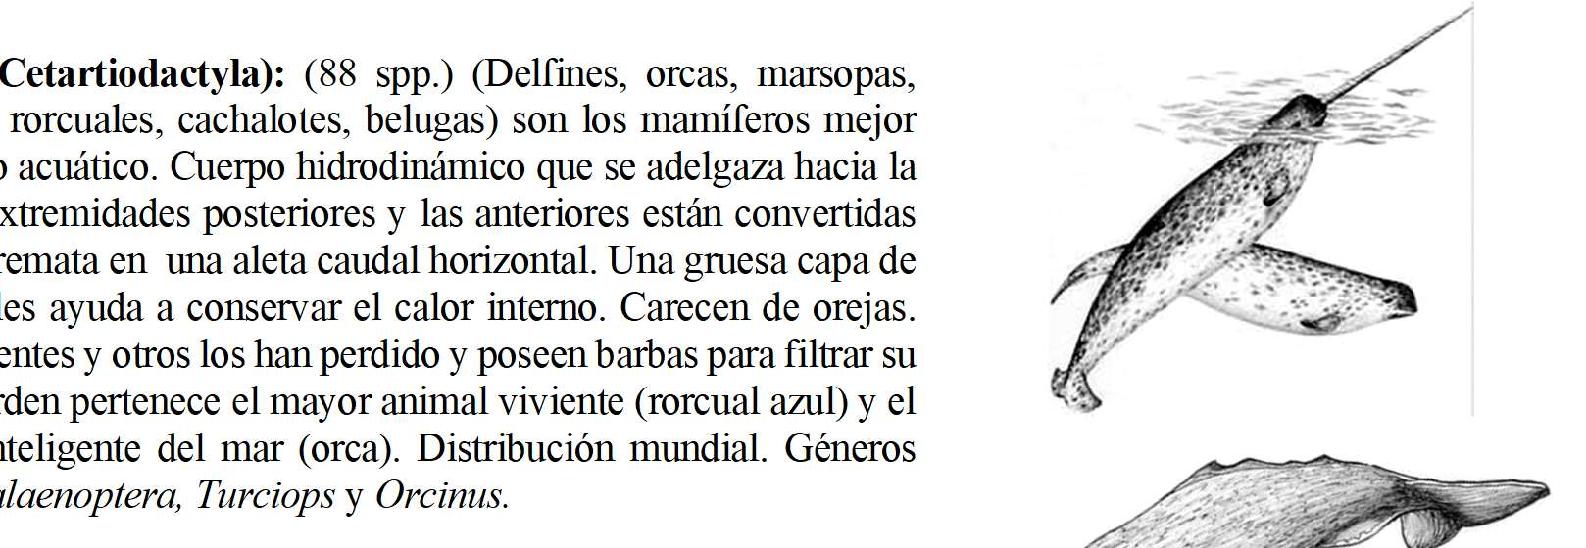 Cetartiodactyla): (88 spp.) (Delfines, orcas, marsopas,
rorcuales, cachalotes, belugas) son los mamíferos mejor
acuático. Cuerpo hidrodinámico que se adelgaza hacia la
xtremidades posteriores y las anteriores están convertidas
remata en una aleta caudal horizontal. Una gruesa capa de
les ayuda a conservar el calor interno. Carecen de orejas.
entes y otros los han perdido y poseen barbas para filtrar su
rden pertenece el mayor animal viviente (rorcual azul) y el
nteligente del mar (orca). Distribución mundial. Géneros
alaenoptera, Turciops y Orcinus.